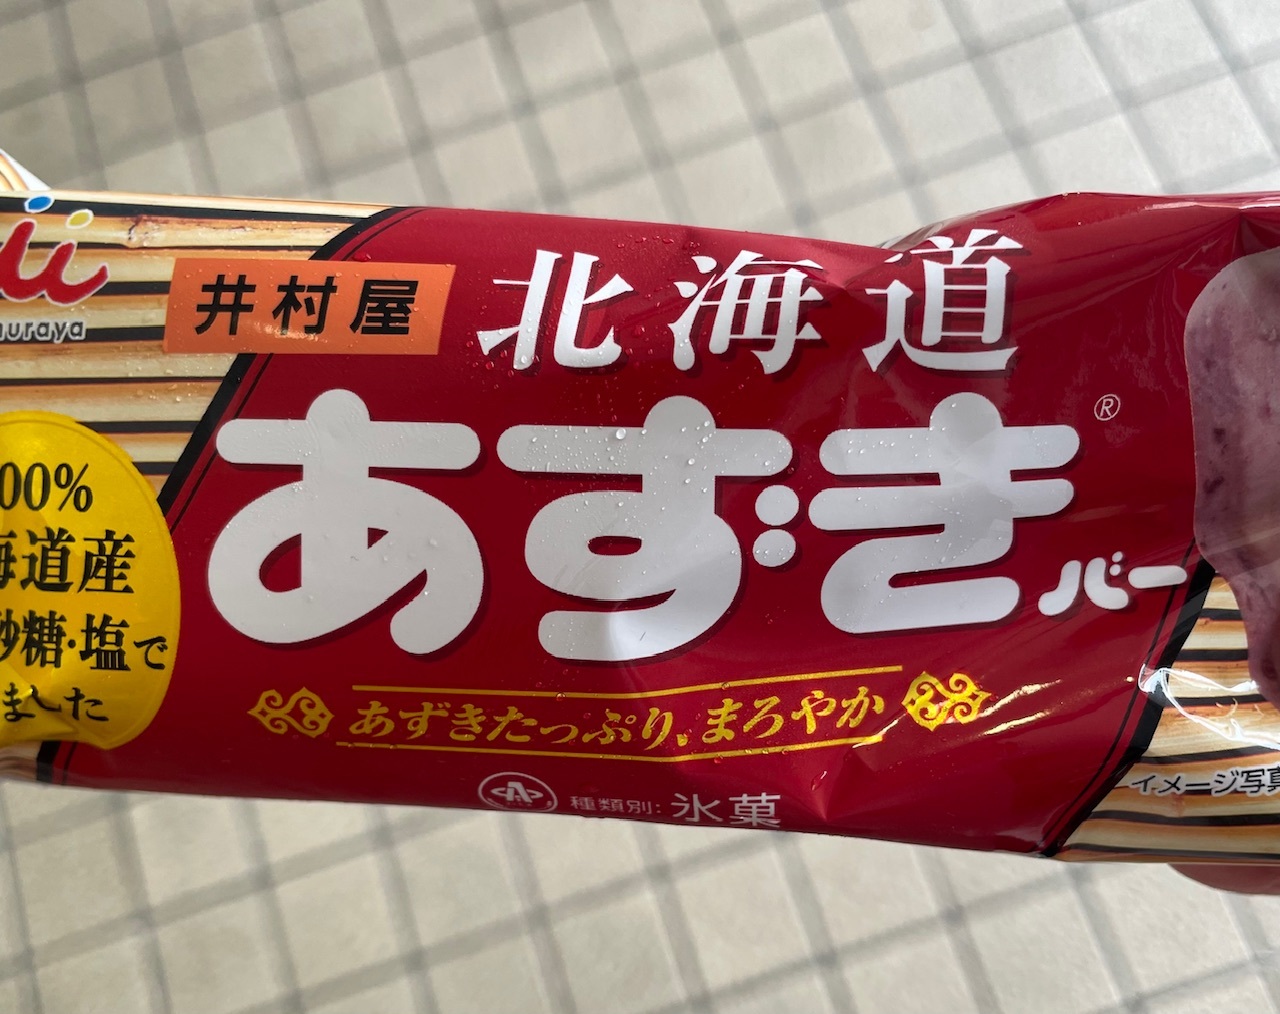 井村屋
北海道
あずきバー
®
あずきたっぷり、まろやか
種類別: 氷菓
00%
海道産
砂糖・塩で
ました
uraya
イメージ写真